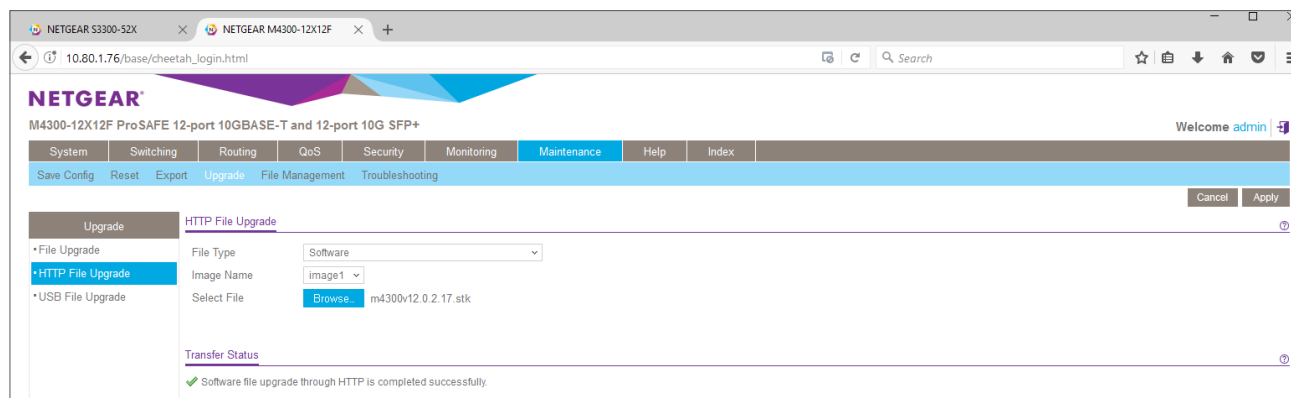 NETGEAR S3300-52X NETGEAR M4300-12X12F
10.80.1.76/base/cheetah_login.html Search
NETGEAR®
M4300-12X12F ProSAFE 12-port 10GBASE-T and 12-port 10G SFP+ Welcome admin
System Switching Routing QoS Security Monitoring Maintenance Help Index
Save Config Reset Export Upgrade File Management Troubleshooting
Cancel Apply
Upgrade HTTP File Upgrade
• File Upgrade File Type Software
• HTTP File Upgrade Image Name image1
• USB File Upgrade Select File Browse.. m4300v12.0.2.17.stk
Transfer Status
Software file upgrade through HTTP is completed successfully.